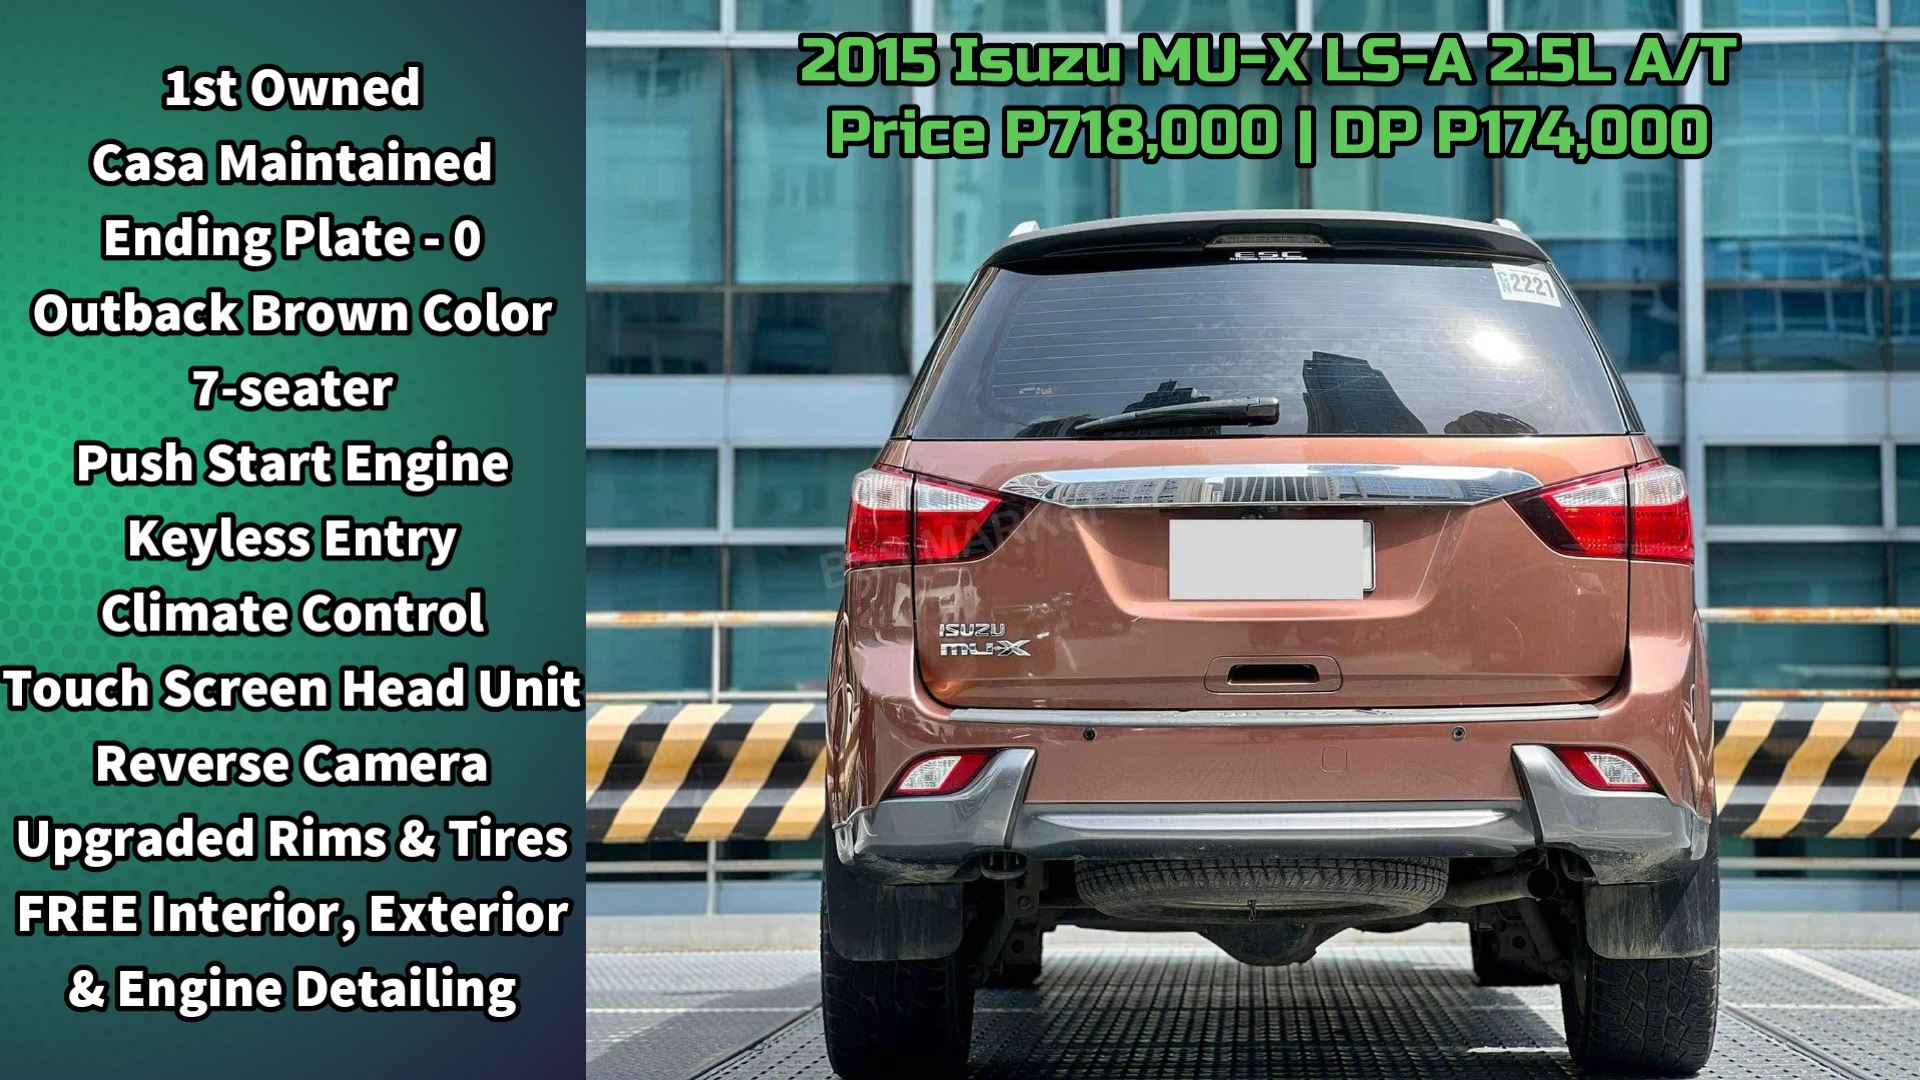 1st Owned
Casa Maintained
Ending Plate - 0
Outback Brown Color
7-seater
Push Start Engine
Keyless Entry
Climate Control
Touch Screen Head Unit
Reverse Camera
Upgraded Rims & Tires
FREE Interior, Exterior
& Engine Detailing
2015 Isuzu MU-X LS-A 2.5L A/T
Price P718,000 | DP P174,000
ESC
2221
ISUZU
MU-X